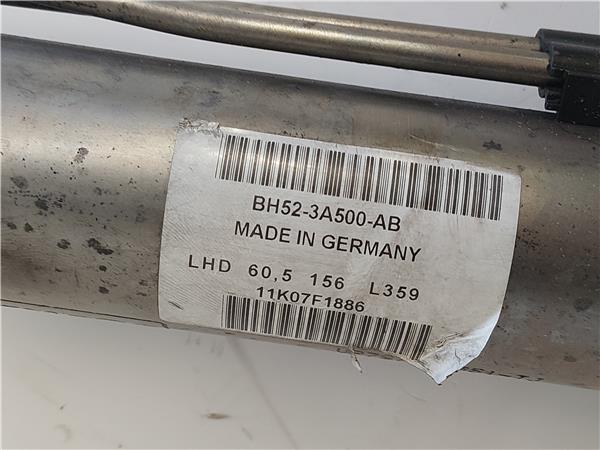 BH52-3A500-AB
MADE IN GERMANY
LHD 60,5 156 L359
11K07F1886